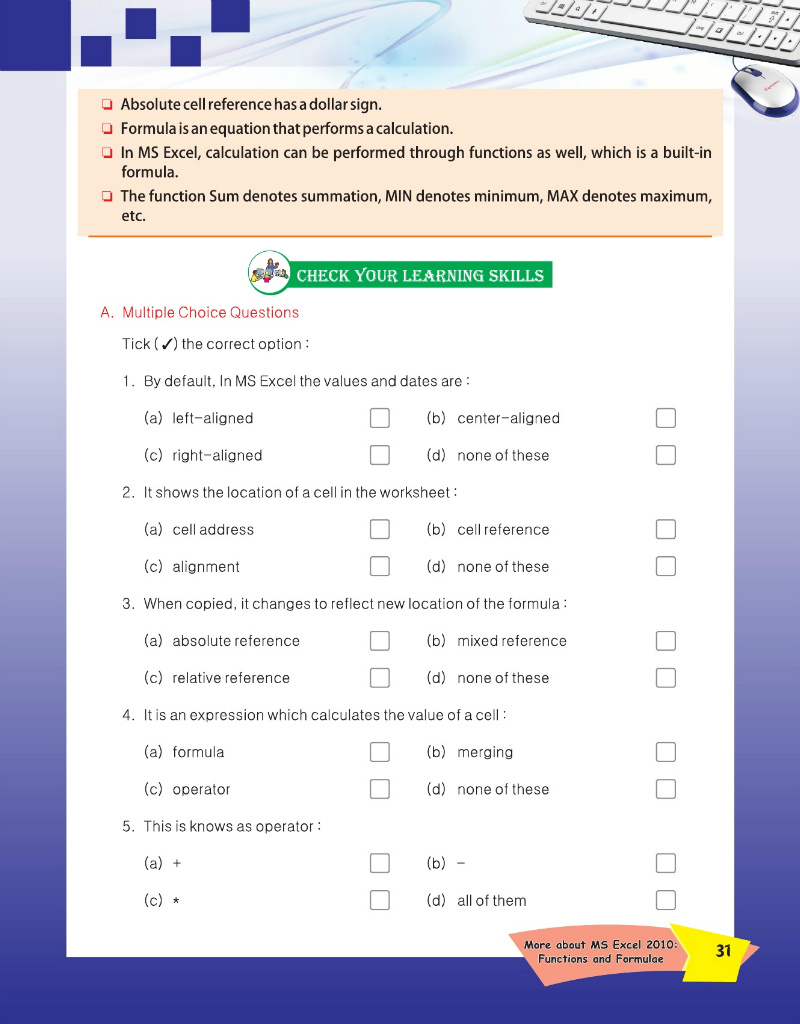 ❑ Absolute cell reference has a dollar sign.
❑ Formula is an equation that performs a calculation.
❑ In MS Excel, calculation can be performed through functions as well, which is a built-in
formula.
❑ The function Sum denotes summation, MIN denotes minimum, MAX denotes maximum,
etc.
CHECK YOUR LEARNING SKILLS
A. Multiple Choice Questions
Tick (✓) the correct option :
1. By default, In MS Excel the values and dates are :
(a) left-aligned (b) center-aligned
(c) right-aligned (d) none of these
2. It shows the location of a cell in the worksheet :
(a) cell address (b) cell reference
(c) alignment (d) none of these
3. When copied, it changes to reflect new location of the formula :
(a) absolute reference (b) mixed reference
(c) relative reference (d) none of these
4. It is an expression which calculates the value of a cell :
(a) formula (b) merging
(c) operator (d) none of these
5. This is knows as operator :
(a) + (b) –
(c) * (d) all of them
More about MS Excel 2010:
Functions and Formulae
31